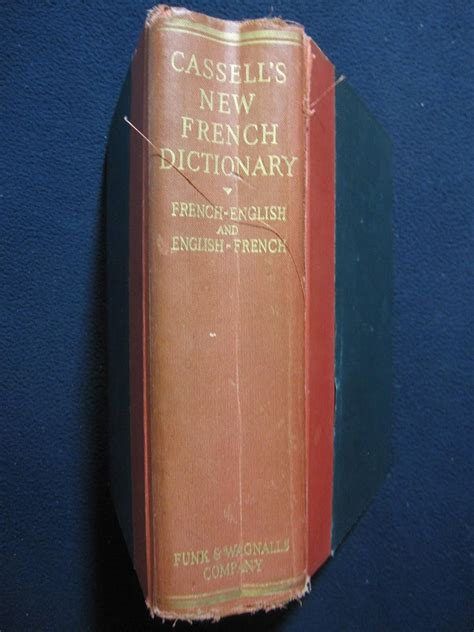 CASSELL'S
NEW
FRENCH
DICTIONARY
FRENCH-ENGLISH
AND
ENGLISH-FRENCH
FUNK & WAGNALLS
COMPANY